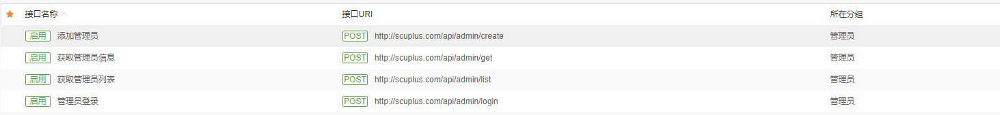 接口名称 接口URI 所在分组
启用 添加管理员 POST http://scuplus.com/api/admin/create 管理员
启用 获取管理员信息 POST http://scuplus.com/api/admin/get 管理员
启用 获取管理员列表 POST http://scuplus.com/api/admin/list 管理员
启用 管理员登录 POST http://scuplus.com/api/admin/login 管理员